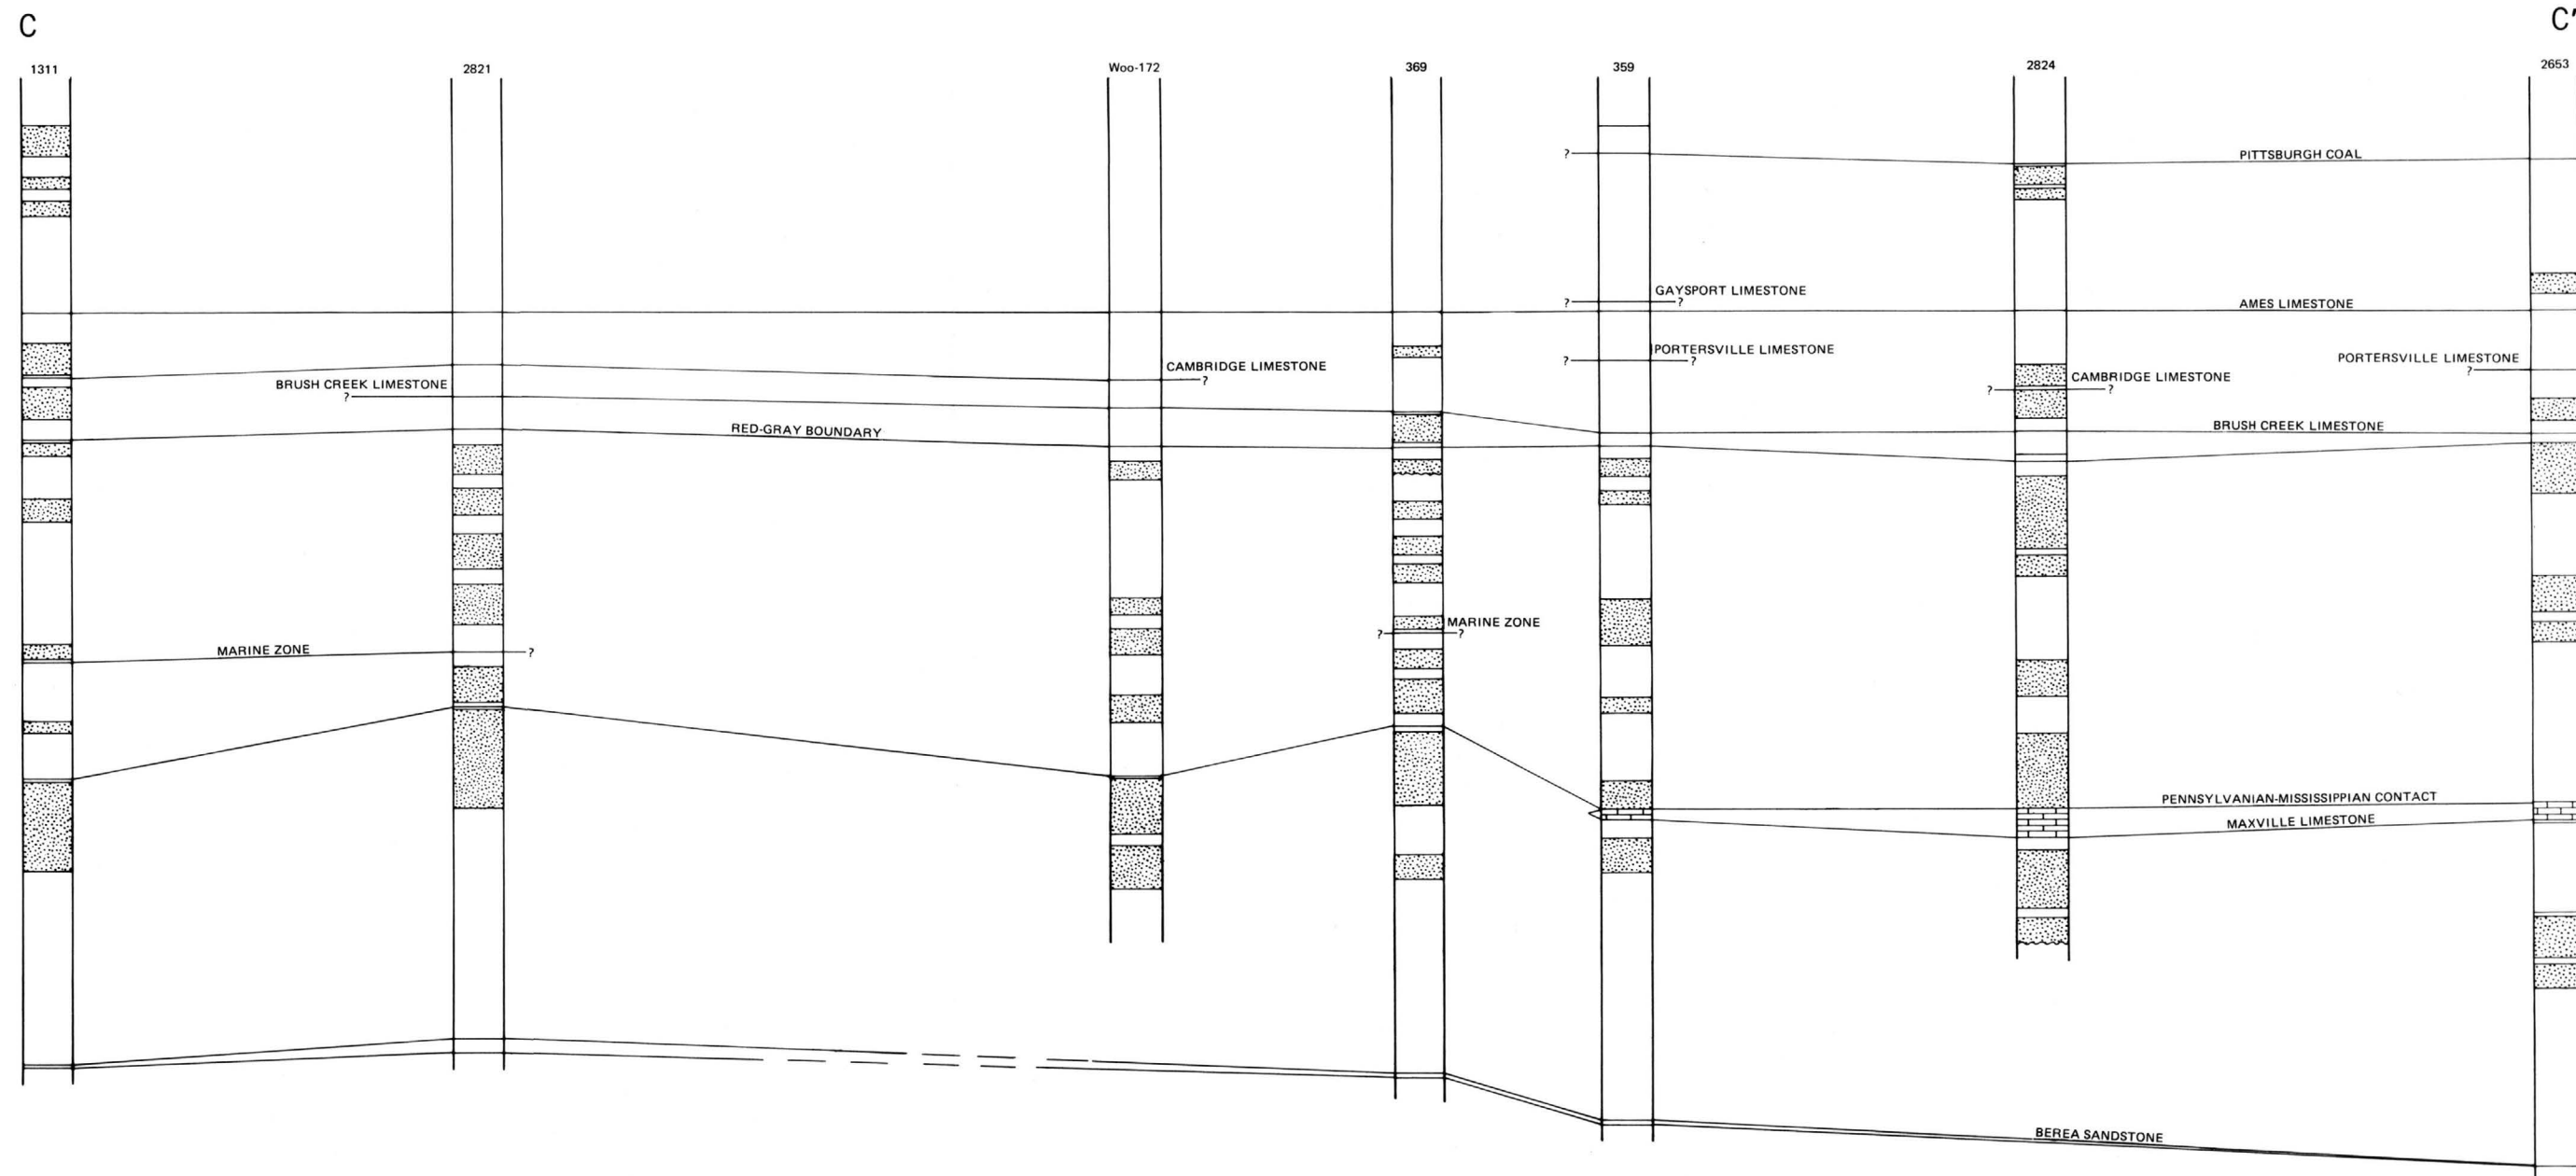 C
C'
1311
2821
Woo-172
369
359
2824
2653
?
PITTSBURGH COAL
GAYSPORT LIMESTONE
?
?
AMES LIMESTONE
PORTERSVILLE LIMESTONE
?
?
PORTERSVILLE LIMESTONE
?
CAMBRIDGE LIMESTONE
?
CAMBRIDGE LIMESTONE
?
?
BRUSH CREEK LIMESTONE
?
BRUSH CREEK LIMESTONE
RED-GRAY BOUNDARY
MARINE ZONE
?
?
MARINE ZONE
?
PENNSYLVANIAN-MISSISSIPPIAN CONTACT
MAXVILLE LIMESTONE
BEREA SANDSTONE